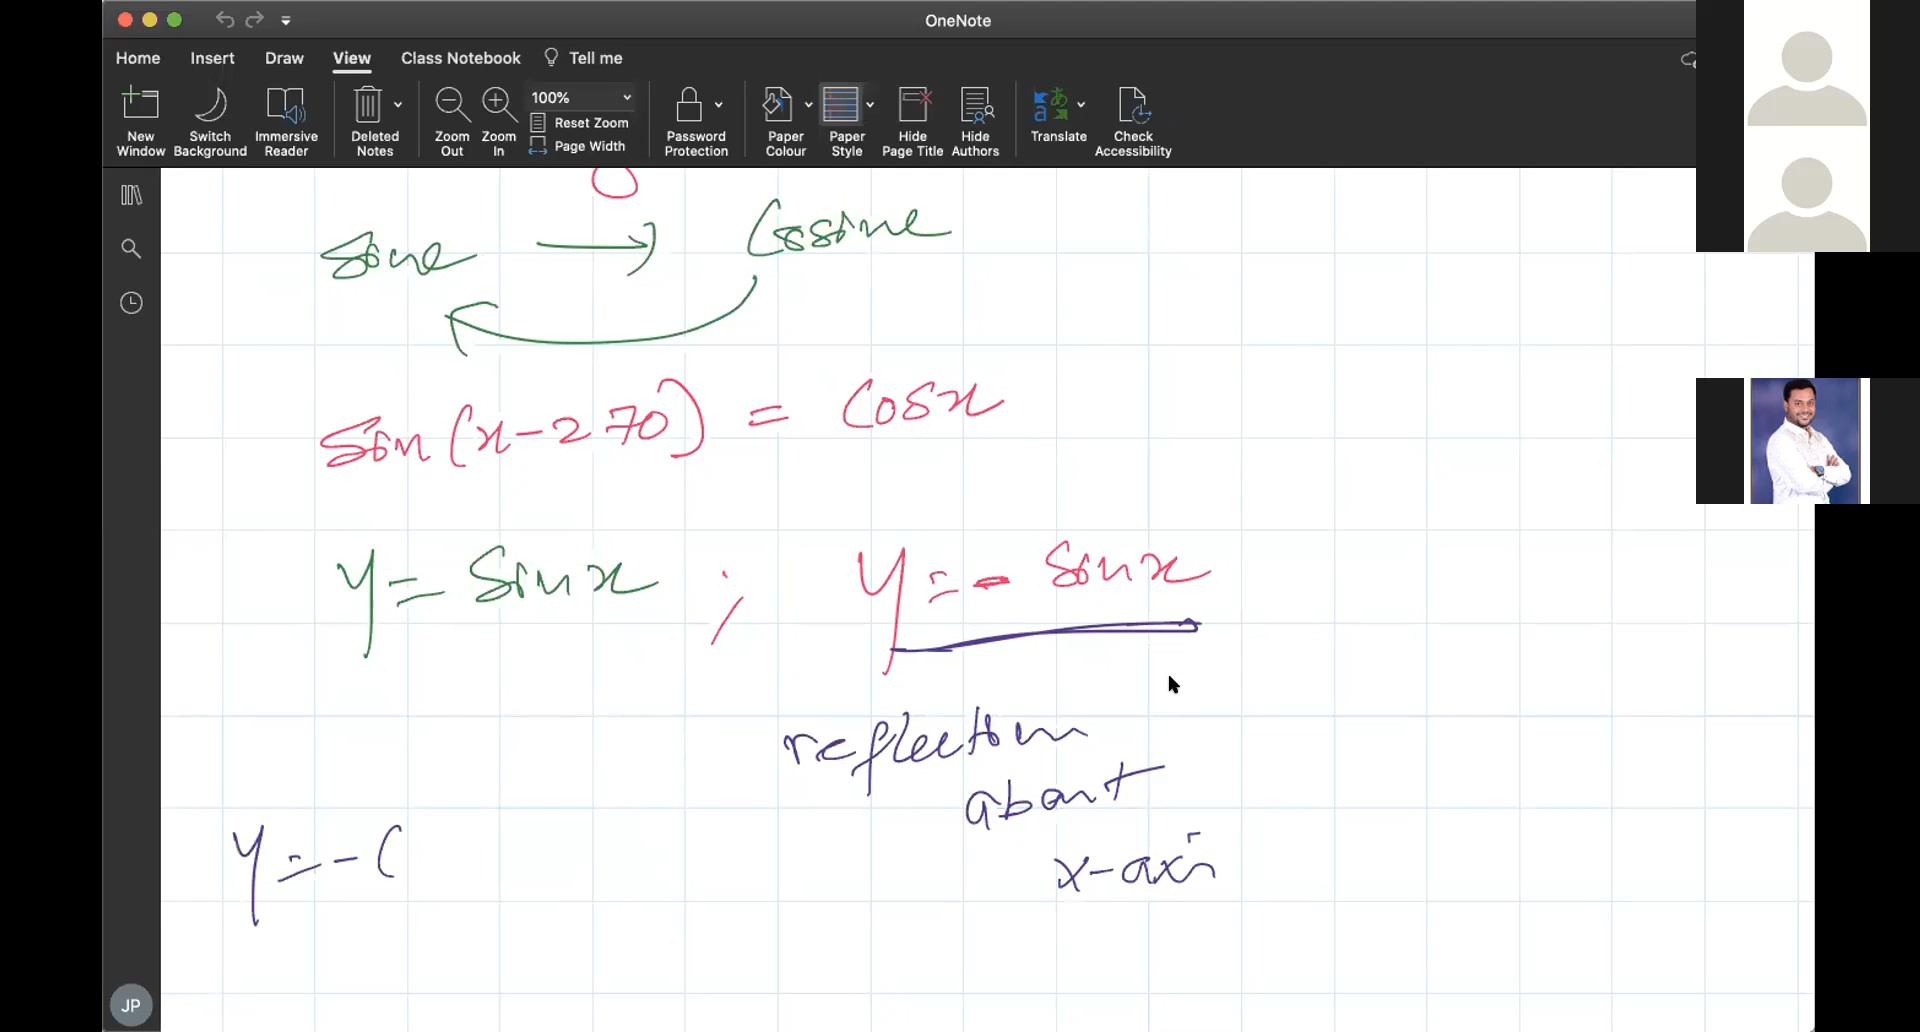 OneNote
Home Insert Draw View Class Notebook Tell me
New Window Switch Background Immersive Reader Deleted Notes Zoom Out Zoom In 100% Reset Zoom Page Width Password Protection Paper Colour Paper Style Hide Page Title Hide Authors Translate Check Accessibility
Sine → Cosine
sin(x-270) = cosx
y = sinx ; y = - sinx
reflection
about
x-axis
y = - (
JP